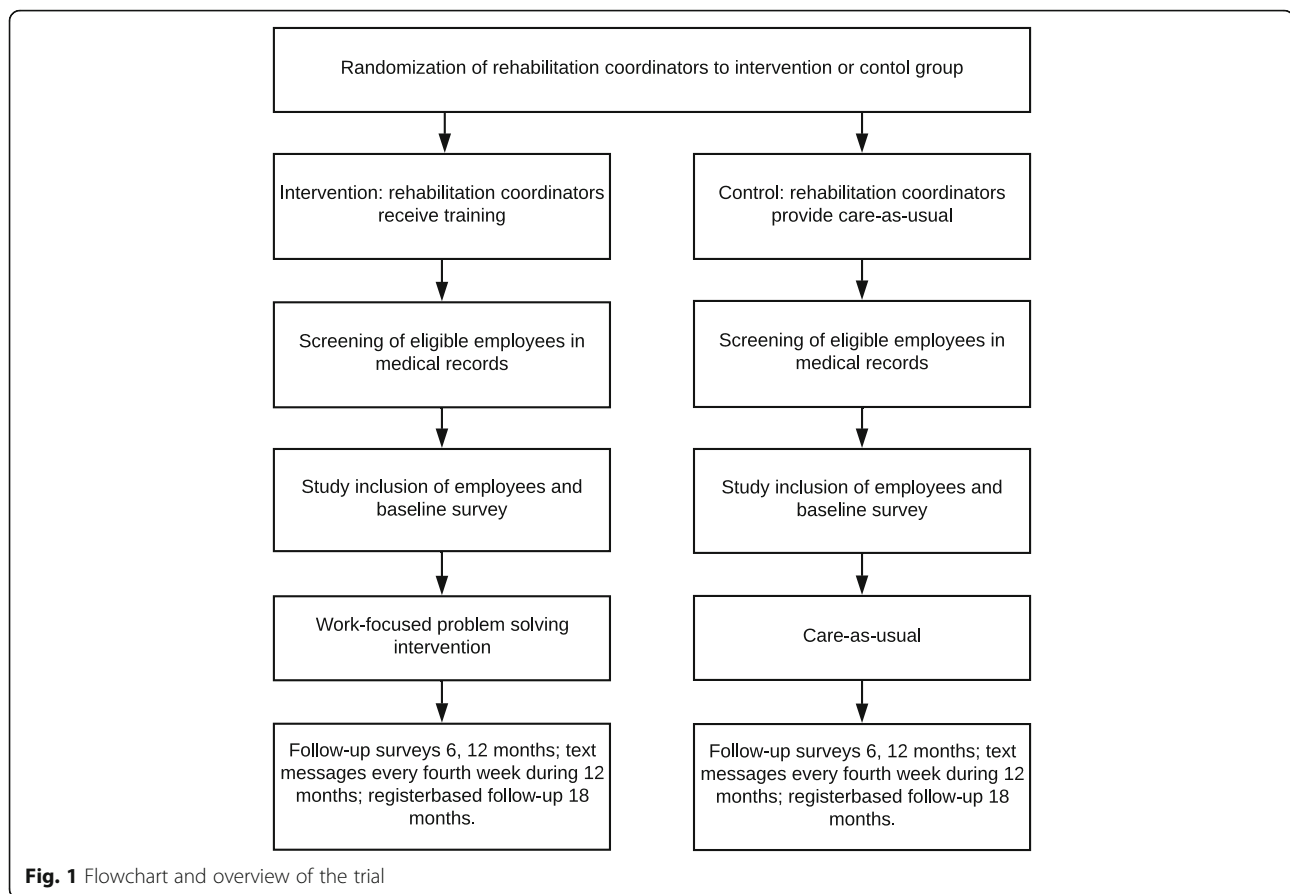 Randomization of rehabilitation coordinators to intervention or contol group
Intervention: rehabilitation coordinators
receive training
Control: rehabilitation coordinators
provide care-as-usual
Screening of eligible employees in
medical records
Screening of eligible employees in
medical records
Study inclusion of employees and
baseline survey
Study inclusion of employees and
baseline survey
Work-focused problem solving
intervention
Care-as-usual
Follow-up surveys 6, 12 months; text
messages every fourth week during 12
months; registerbased follow-up 18
months.
Follow-up surveys 6, 12 months; text
messages every fourth week during 12
months; registerbased follow-up 18
months.
Fig. 1 Flowchart and overview of the trial